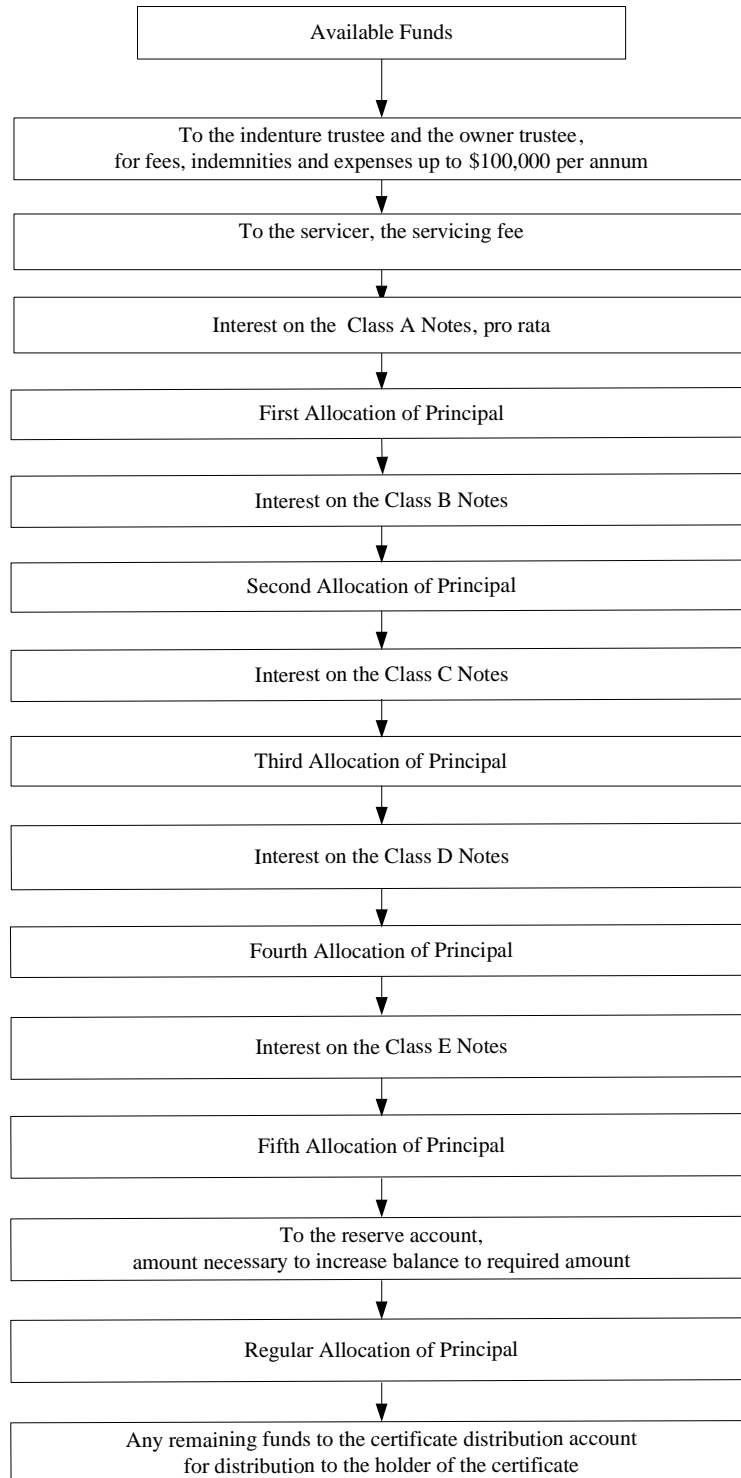 Available Funds
To the indenture trustee and the owner trustee,
for fees, indemnities and expenses up to $100,000 per annum
To the servicer, the servicing fee
Interest on the Class A Notes, pro rata
First Allocation of Principal
Interest on the Class B Notes
Second Allocation of Principal
Interest on the Class C Notes
Third Allocation of Principal
Interest on the Class D Notes
Fourth Allocation of Principal
Interest on the Class E Notes
Fifth Allocation of Principal
To the reserve account,
amount necessary to increase balance to required amount
Regular Allocation of Principal
Any remaining funds to the certificate distribution account
for distribution to the holder of the certificate